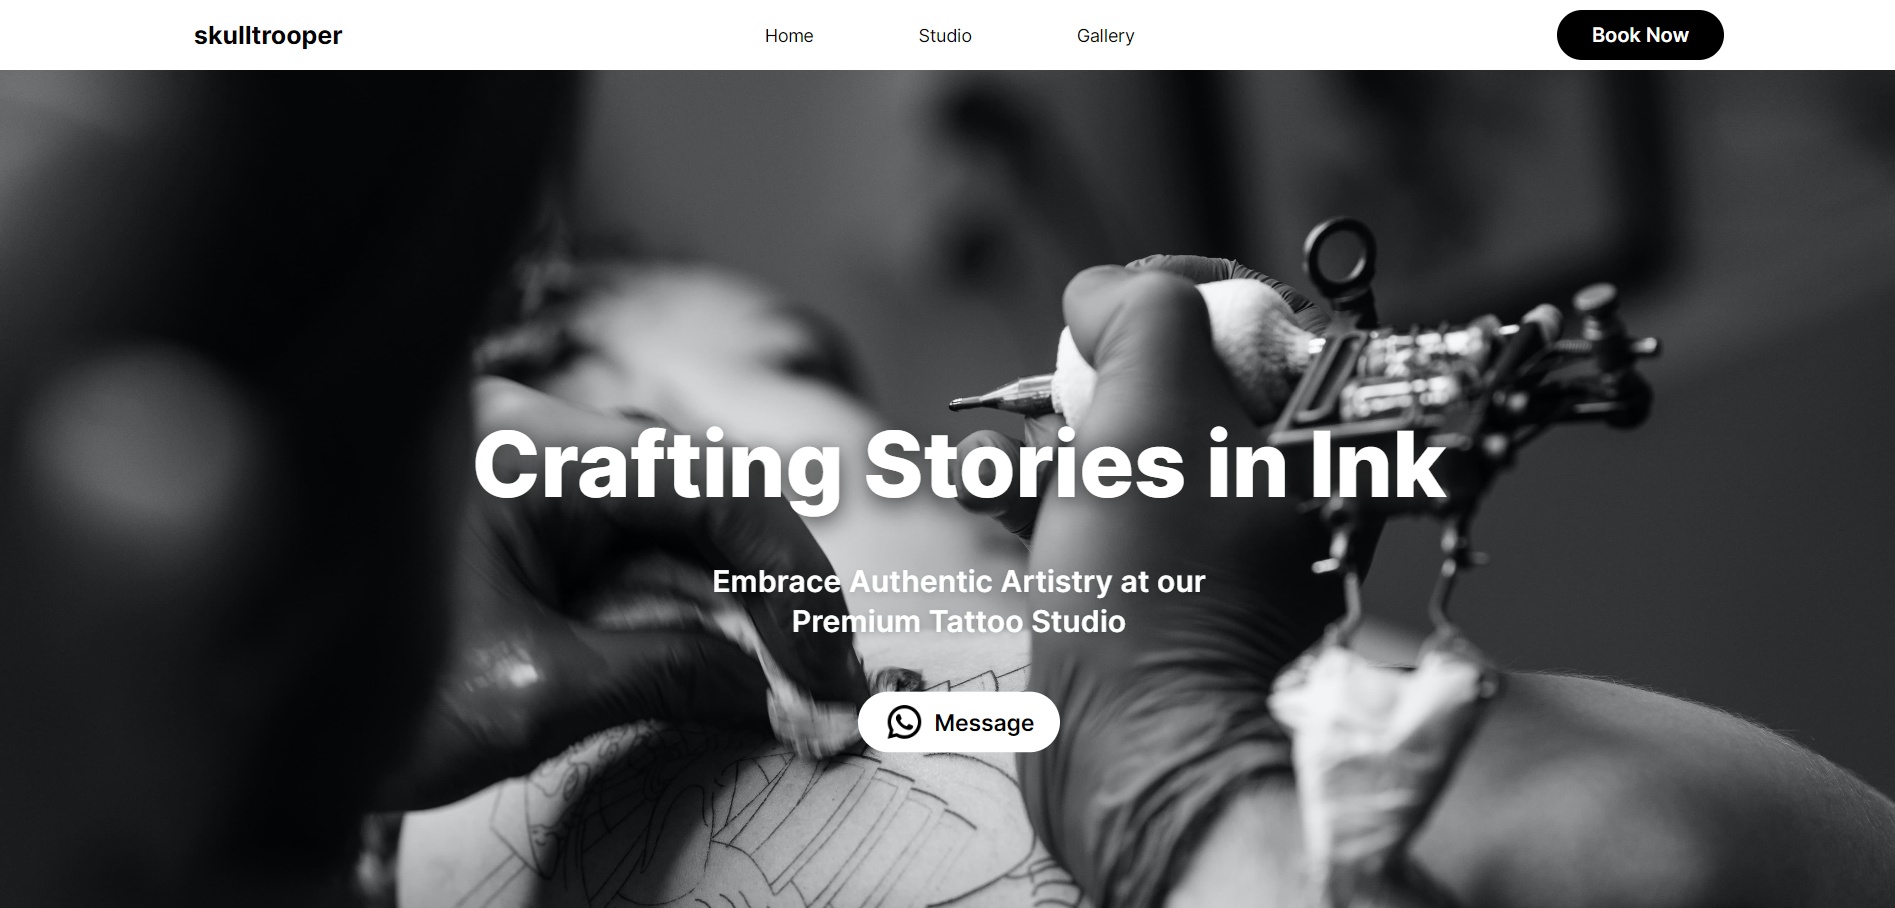 skulltrooper
Home
Studio
Gallery
Book Now
Crafting Stories in Ink
Embrace Authentic Artistry at our
Premium Tattoo Studio
Message